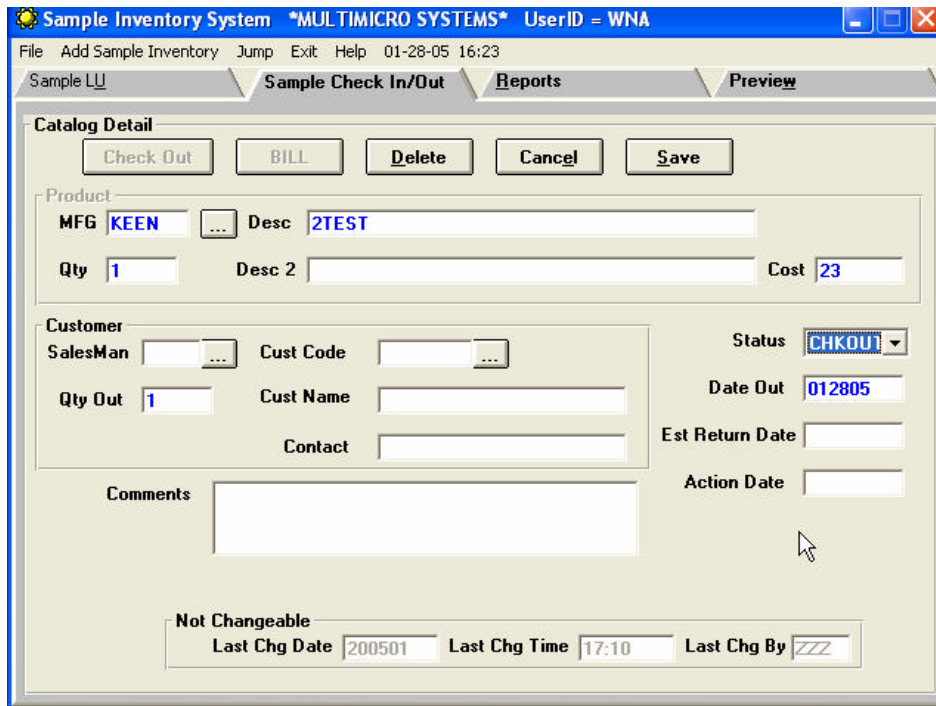 Sample Inventory System *MULTIMICRO SYSTEMS* UserID = WNA
File Add Sample Inventory Jump Exit Help 01-28-05 16:23
Sample LU Sample Check In/Out Reports Preview
Catalog Detail
Check Out BILL Delete Cancel Save
Product
MFG KEEN ... Desc 2TEST
Qty 1 Desc 2 Cost 23
Customer
SalesMan ... Cust Code ... Status CHKOUT
Qty Out 1 Cust Name Date Out 012805
Contact Est Return Date
Comments Action Date
Not Changeable
Last Chg Date 200501 Last Chg Time 17:10 Last Chg By ZZZ